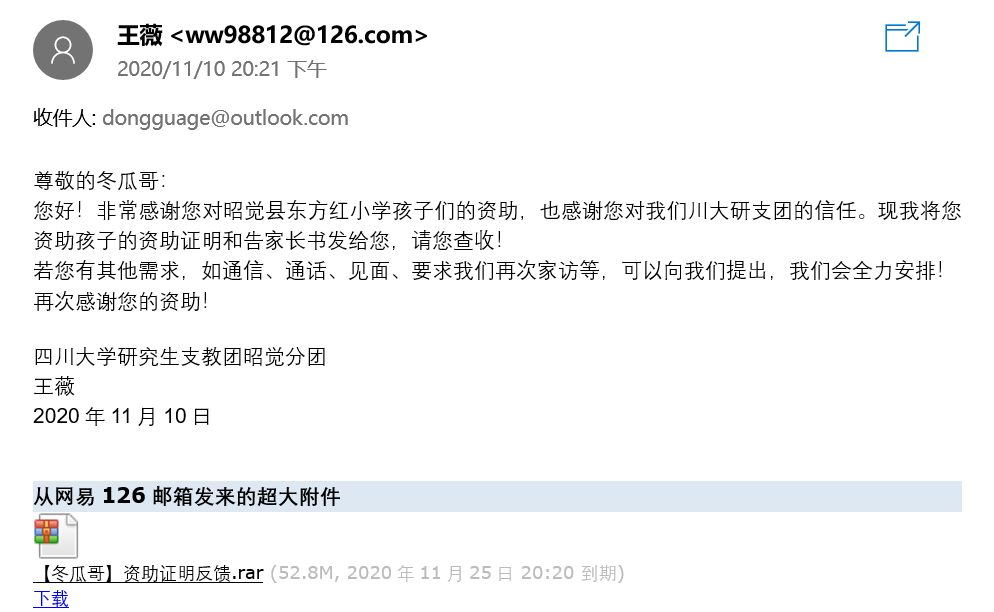 王薇 <ww98812@126.com>
2020/11/10 20:21 下午
收件人: dongguage@outlook.com
尊敬的冬瓜哥：
您好！非常感谢您对昭觉县东方红小学孩子们的资助，也感谢您对我们川大研支团的信任。现我将您
资助孩子的资助证明和告家长书发给您，请您查收！
若您有其他需求，如通信、通话、见面、要求我们再次家访等，可以向我们提出，我们会全力安排！
再次感谢您的资助！
四川大学研究生支教团昭觉分团
王薇
2020 年 11 月 10 日
从网易 126 邮箱发来的超大附件
【冬瓜哥】资助证明反馈.rar (52.8M, 2020 年 11 月 25 日 20:20 到期)
下载